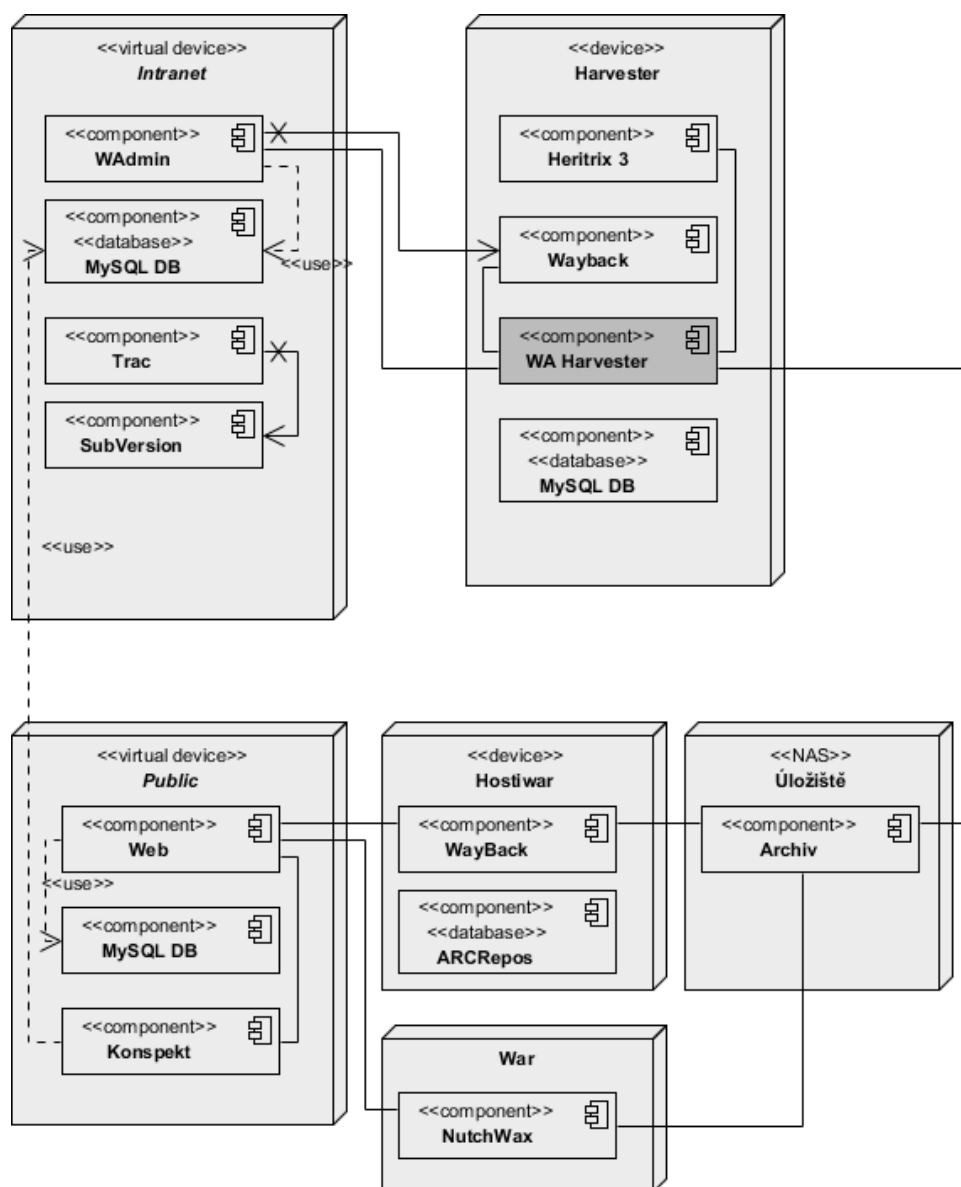 <<virtual device>>
Intranet
<<component>>
WAdmin
<<component>>
<<database>>
MySQL DB
<<use>>
<<component>>
Trac
<<component>>
SubVersion
<<use>>
<<device>>
Harvester
<<component>>
Heritrix 3
<<component>>
Wayback
<<component>>
WA Harvester
<<component>>
<<database>>
MySQL DB
<<virtual device>>
Public
<<component>>
Web
<<use>>
<<component>>
MySQL DB
<<component>>
Konspekt
<<device>>
Hostiwar
<<component>>
WayBack
<<component>>
<<database>>
ARCRepos
<<NAS>>
Úložiště
<<component>>
Archiv
War
<<component>>
NutchWax